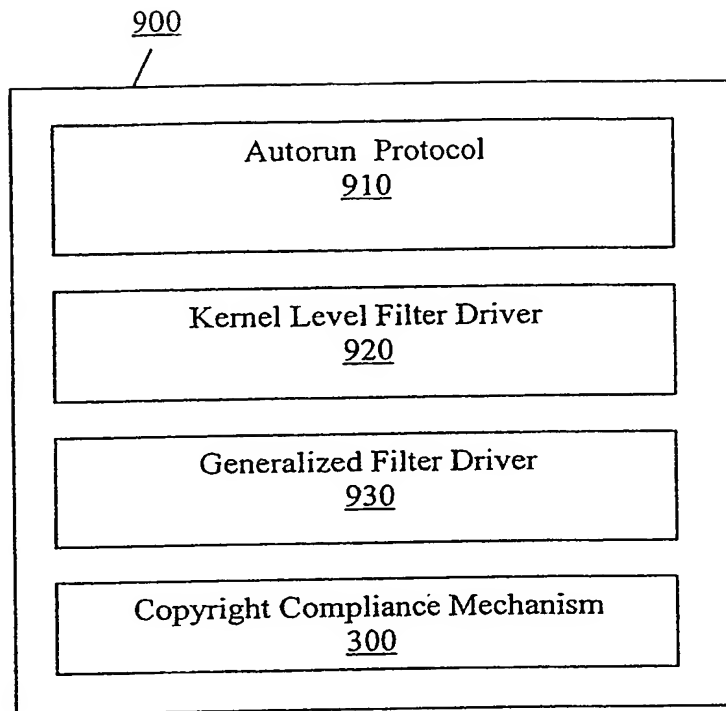 900
Autorun Protocol
910
Kernel Level Filter Driver
920
Generalized Filter Driver
930
Copyright Compliance Mechanism
300